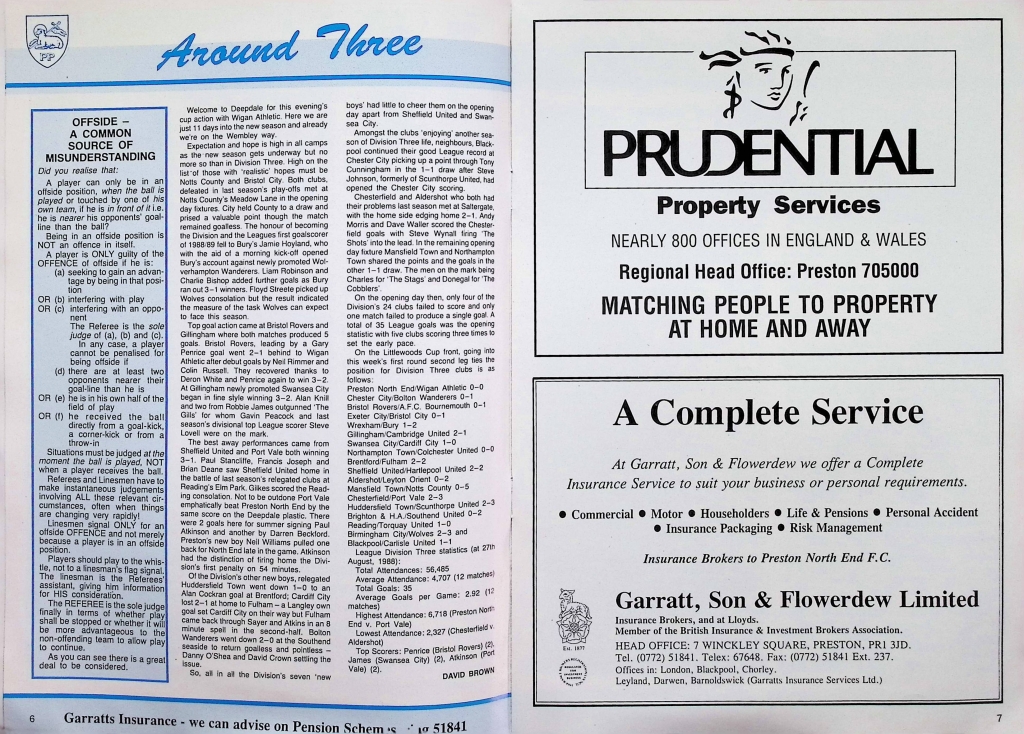 PP
Around Three
OFFSIDE –
A COMMON
SOURCE OF
MISUNDERSTANDING
Did you realise that:
A player can only be in an
offside position, when the ball is
played or touched by one of his
own team, if he is in front of it i.e.
he is nearer his opponents' goal-
line than the ball?
Being in an offside position is
NOT an offence in itself.
A player is ONLY guilty of the
OFFENCE of offside if he is:
(a) seeking to gain an advan-
tage by being in that posi-
tion
OR (b) interfering with play
OR (c) interfering with an oppo-
nent
The Referee is the sole
judge of (a), (b) and (c).
In any case, a player
cannot be penalised for
being offside if
(d) there are at least two
opponents nearer their
goal-line than he is
OR (e) he is in his own half of the
field of play
OR (f) he received the ball
directly from a goal-kick,
a corner-kick or from a
throw-in
Situations must be judged at the
moment the ball is played, NOT
when a player receives the ball.
Referees and Linesmen have to
make instantaneous judgements
involving ALL these relevant cir-
cumstances, often when things
are changing very rapidly!
Linesmen signal ONLY for an
offside OFFENCE and not merely
because a player is in an offside
position.
Players should play to the whis-
tle, not to a linesman's flag signal.
The linesman is the Referees'
assistant, giving him information
for HIS consideration.
The REFEREE is the sole judge
finally in terms of whether play
shall be stopped or whether it will
be more advantageous to the
non-offending team to allow play
to continue.
As you can see there is a great
deal to be considered.
Welcome to Deepdale for this evening's
cup action with Wigan Athletic. Here we are
just 11 days into the new season and already
we're on the Wembley way.
Expectation and hope is high in all camps
as the new season gets underway but no
more so than in Division Three. High on the
list of those with 'realistic' hopes must be
Notts County and Bristol City. Both clubs,
defeated in last season's play-offs met at
Notts County's Meadow Lane in the opening
day fixtures. City held County to a draw and
prised a valuable point though the match
remained goalless. The honour of becoming
the Division and the Leagues first goalscorer
of 1988/89 fell to Bury's Jamie Hoyland, who
with the aid of a morning kick-off opened
Bury's account against newly promoted Wol-
verhampton Wanderers. Liam Robinson and
Charlie Bishop added further goals as Bury
ran out 3–1 winners. Floyd Streete picked up
Wolves consolation but the result indicated
the measure of the task Wolves can expect
to face this season.
Top goal action came at Bristol Rovers and
Gillingham where both matches produced 5
goals. Bristol Rovers, leading by a Gary
Penrice goal went 2–1 behind to Wigan
Athletic after debut goals by Neil Rimmer and
Colin Russell. They recovered thanks to
Deron White and Penrice again to win 3–2.
At Gillingham newly promoted Swansea City
began in fine style winning 3–2. Alan Knill
and two from Robbie James outgunned 'The
Gills' for whom Gavin Peacock and last
season's divisional top League scorer Steve
Lovell were on the mark.
The best away performances came from
Sheffield United and Port Vale both winning
3–1. Paul Stancliffe, Francis Joseph and
Brian Deane saw Sheffield United home in
the battle of last season's relegated clubs at
Reading's Elm Park. Gilkes scored the Read-
ing consolation. Not to be outdone Port Vale
emphatically beat Preston North End by the
same score on the Deepdale plastic. There
were 2 goals here for summer signing Paul
Atkinson and another by Darren Beckford.
Preston's new boy Neil Williams pulled one
back for North End late in the game. Atkinson
had the distinction of firing home the Divi-
sion's first penalty on 54 minutes.
Of the Division's other new boys, relegated
Huddersfield Town went down 1–0 to an
Alan Cockran goal at Brentford; Cardiff City
lost 2–1 at home to Fulham – a Langley own
goal set Cardiff City on their way but Fulham
came back through Sayer and Atkins in an 8
minute spell in the second-half. Bolton
Wanderers went down 2–0 at the Southend
seaside to return goalless and pointless –
Danny O'Shea and David Crown settling the
issue.
So, all in all the Division's seven 'new
boys' had little to cheer them on the opening
day apart from Sheffield United and Swan-
sea City.
Amongst the clubs 'enjoying' another sea-
son of Division Three life, neighbours, Black-
pool continued their good League record at
Chester City picking up a point through Tony
Cunningham in the 1–1 draw after Steve
Johnson, formerly of Scunthorpe United, had
opened the Chester City scoring.
Chesterfield and Aldershot who both had
their problems last season met at Saltergate,
with the home side edging home 2–1. Andy
Morris and Dave Waller scored the Chester-
field goals with Steve Wynall firing 'The
Shots' into the lead. In the remaining opening
day fixture Mansfield Town and Northampton
Town shared the points and the goals in the
other 1–1 draw. The men on the mark being
Charles for 'The Stags' and Donegal for 'The
Cobblers'.
On the opening day then, only four of the
Division's 24 clubs failed to score and only
one match failed to produce a single goal. A
total of 35 League goals was the opening
statistic with five clubs scoring three times to
set the early pace.
On the Littlewoods Cup front, going into
this week's first round second leg ties the
position for Division Three clubs is as
follows:
Preston North End/Wigan Athletic 0–0
Chester City/Bolton Wanderers 0–1
Bristol Rovers/A.F.C. Bournemouth 0–1
Exeter City/Bristol City 0–1
Wrexham/Bury 1–2
Gillingham/Cambridge United 2–1
Swansea City/Cardiff City 1–0
Northampton Town/Colchester United 0–0
Brentford/Fulham 2–2
Sheffield United/Hartlepool United 2–2
Aldershot/Leyton Orient 0–2
Mansfield Town/Notts County 0–5
Chesterfield/Port Vale 2–3
Huddersfield Town/Scunthorpe United 2–3
Brighton & H.A./Southend United 0–2
Reading/Torquay United 1–0
Birmingham City/Wolves 2–3 and
Blackpool/Carlisle United 1–1
League Division Three statistics (at 27th
August, 1988):
Total Attendances: 56,485
Average Attendance: 4,707 (12 matches)
Total Goals: 35
Average Goals per Game: 2.92 (12
matches)
Highest Attendance: 6,718 (Preston North
End v. Port Vale)
Lowest Attendance: 2,327 (Chesterfield v.
Aldershot)
Top Scorers: Penrice (Bristol Rovers) (2),
James (Swansea City) (2), Atkinson (Port
Vale) (2).
DAVID BROWN
6
Garratts Insurance - we can advise on Pension Schem 51841
PRUDENTIAL
Property Services
NEARLY 800 OFFICES IN ENGLAND & WALES
Regional Head Office: Preston 705000
MATCHING PEOPLE TO PROPERTY
AT HOME AND AWAY
A Complete Service
At Garratt, Son & Flowerdew we offer a Complete
Insurance Service to suit your business or personal requirements.
● Commercial ● Motor ● Householders ● Life & Pensions ● Personal Accident
● Insurance Packaging ● Risk Management
Insurance Brokers to Preston North End F.C.
Est. 1877
Garratt, Son & Flowerdew Limited
Insurance Brokers, and at Lloyds.
Member of the British Insurance & Investment Brokers Association.
HEAD OFFICE: 7 WINCKLEY SQUARE, PRESTON, PR1 3JD.
Tel. (0772) 51841. Telex: 67648. Fax: (0772) 51841 Ext. 237.
Offices in: London, Blackpool, Chorley.
Leyland, Darwen, Barnoldswick (Garratts Insurance Services Ltd.)
7